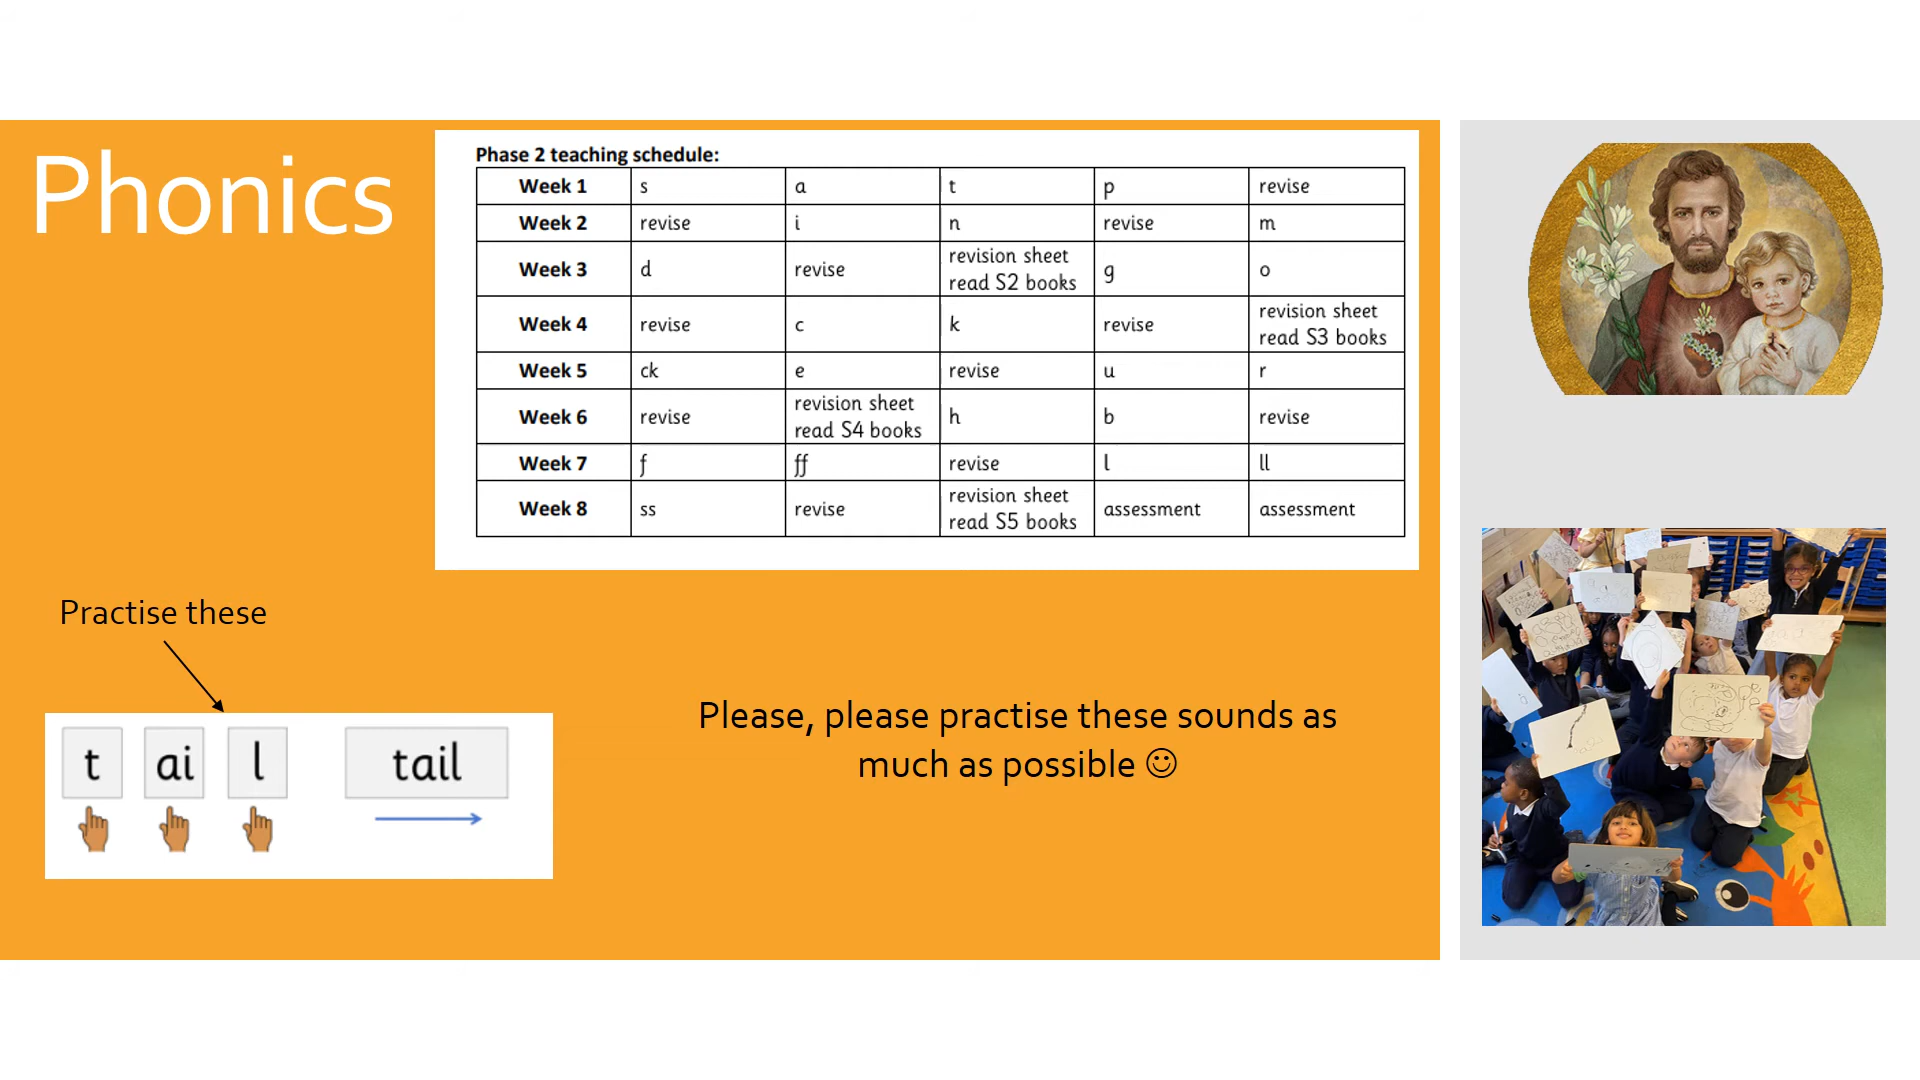 Phonics
Phase 2 teaching schedule:
Week 1 s a t p revise
Week 2 revise i n revise m
Week 3 d revise revision sheet read S2 books g o
Week 4 revise c k revise revision sheet read S3 books
Week 5 ck e revise u r
Week 6 revise revision sheet read S4 books h b revise
Week 7 f ff revise l ll
Week 8 ss revise revision sheet read S5 books assessment assessment
Practise these
t ai l tail
Please, please practise these sounds as
much as possible ☺